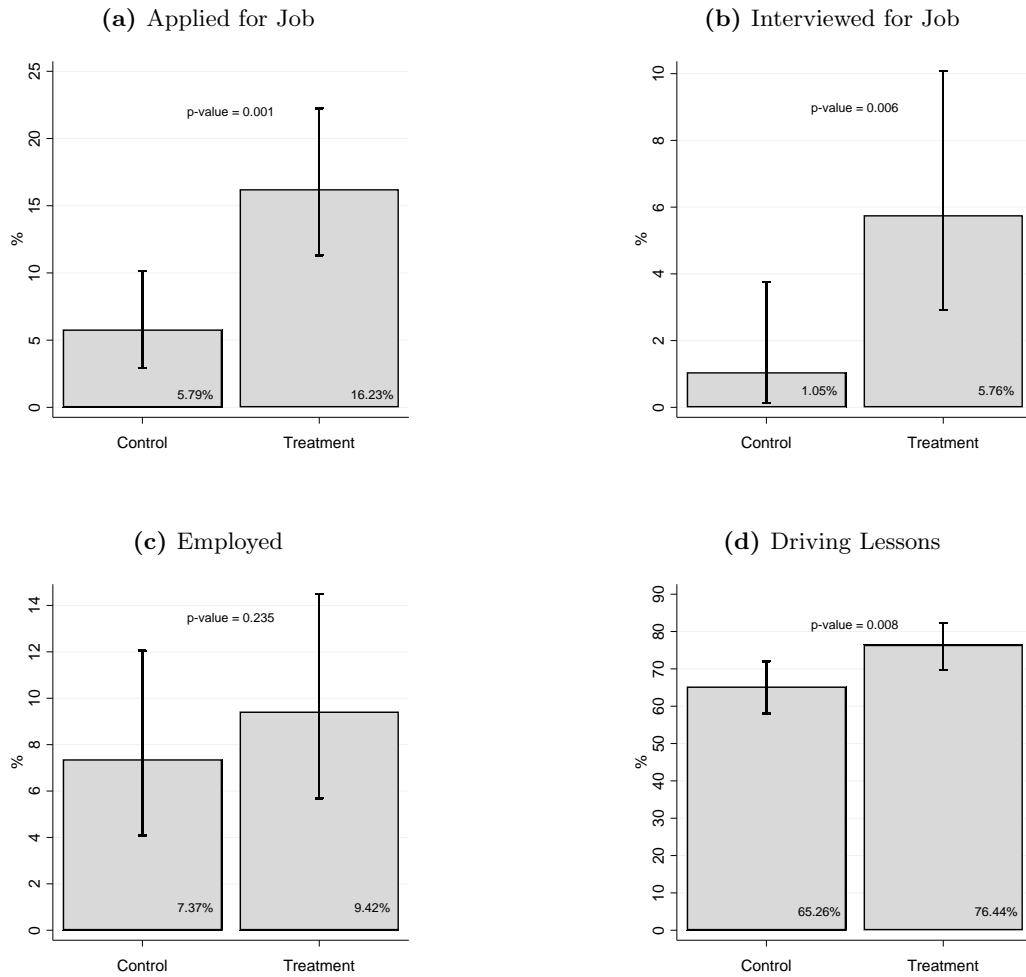 (a) Applied for Job
25
20
15
10
5
0
%
p-value = 0.001
5.79%
16.23%
Control
Treatment
(b) Interviewed for Job
10
8
6
4
2
0
%
p-value = 0.006
1.05%
5.76%
Control
Treatment
(c) Employed
14
12
10
8
6
4
2
0
%
p-value = 0.235
7.37%
9.42%
Control
Treatment
(d) Driving Lessons
90
80
70
60
50
40
30
20
10
0
%
p-value = 0.008
65.26%
76.44%
Control
Treatment